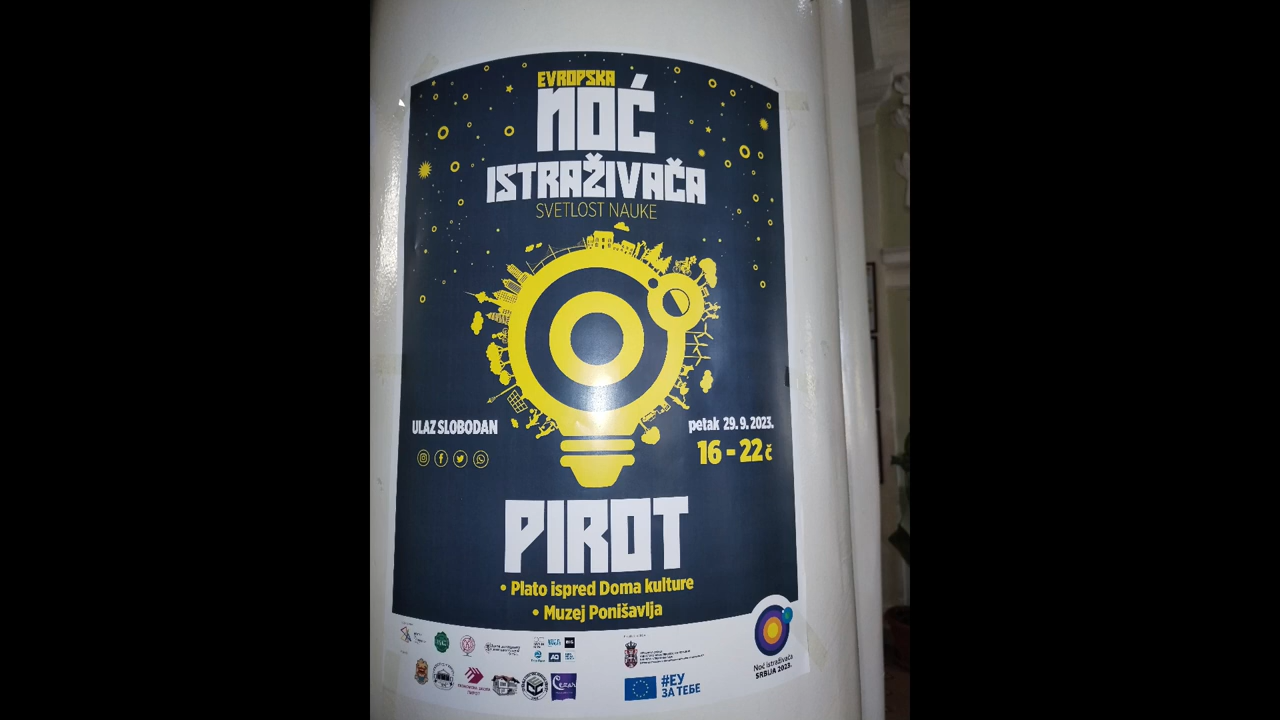 EVROPSKA
NOĆ
ISTRAŽIVAČA
SVETLOST NAUKE
ULAZ SLOBODAN
petak 29. 9. 2023.
16 - 22 č
PIROT
• Plato ispred Doma kulture
• Muzej Ponišavlja
Noć istraživača
SRBIJA 2023.
#ЕУ
ЗА ТЕБЕ